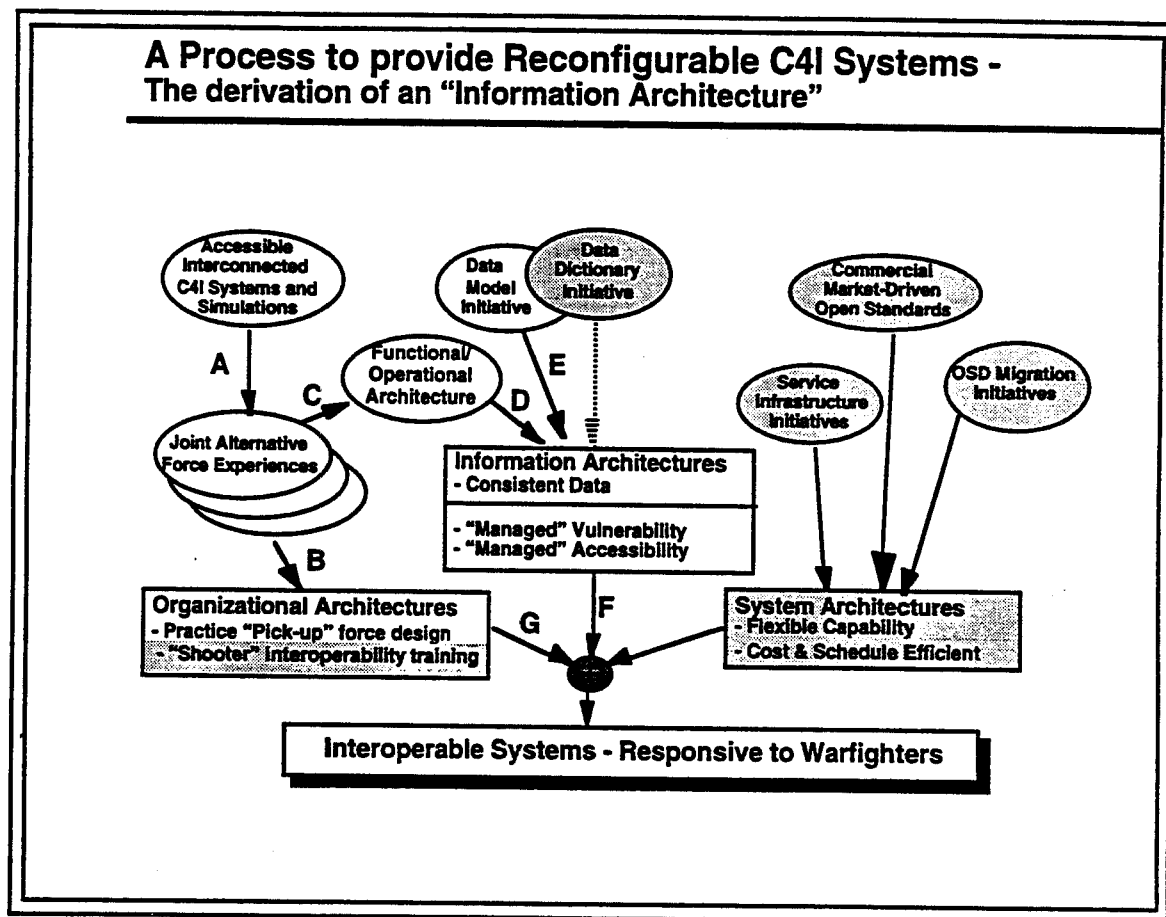 A Process to provide Reconfigurable C4I Systems -
The derivation of an “Information Architecture”
Accessible
Interconnected
C4I Systems and
Simulations
Data
Model
Initiative
Data
Dictionary
Initiative
Commercial
Market-Driven
Open Standards
A
C
Functional/
Operational
Architecture
D
E
Service
Infrastructure
Initiatives
OSD Migration
Initiatives
Joint Alternative
Force Experiences
Information Architectures
- Consistent Data
- “Managed” Vulnerability
- “Managed” Accessibility
B
Organizational Architectures
- Practice “Pick-up” force design
- “Shooter” interoperability training
G
F
System Architectures
- Flexible Capability
- Cost & Schedule Efficient
Interoperable Systems - Responsive to Warfighters